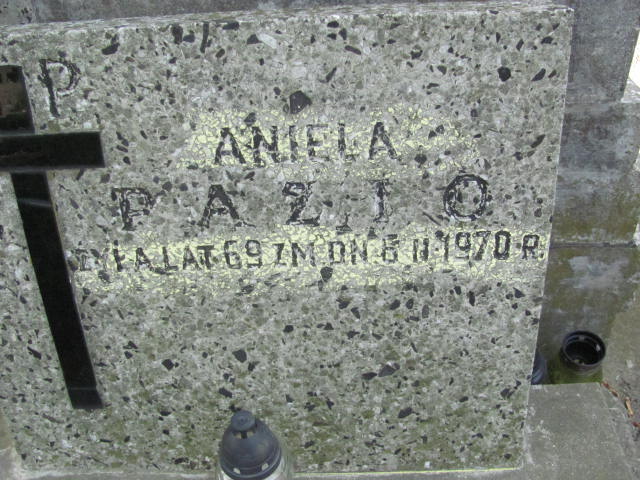 P
ANIELA
PAZIO
ŻYŁA LAT 69 ZM DN 6 II 1970 R.